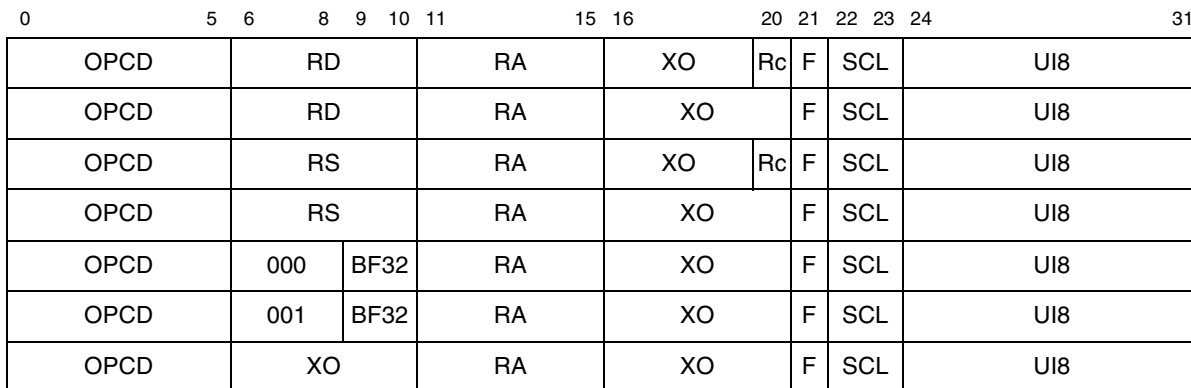 0 5 6 8 9 10 11 15 16 20 21 22 23 24 31
OPCD RD RA XO Rc F SCL UI8
OPCD RD RA XO F SCL UI8
OPCD RS RA XO Rc F SCL UI8
OPCD RS RA XO F SCL UI8
OPCD 000 BF32 RA XO F SCL UI8
OPCD 001 BF32 RA XO F SCL UI8
OPCD XO RA XO F SCL UI8